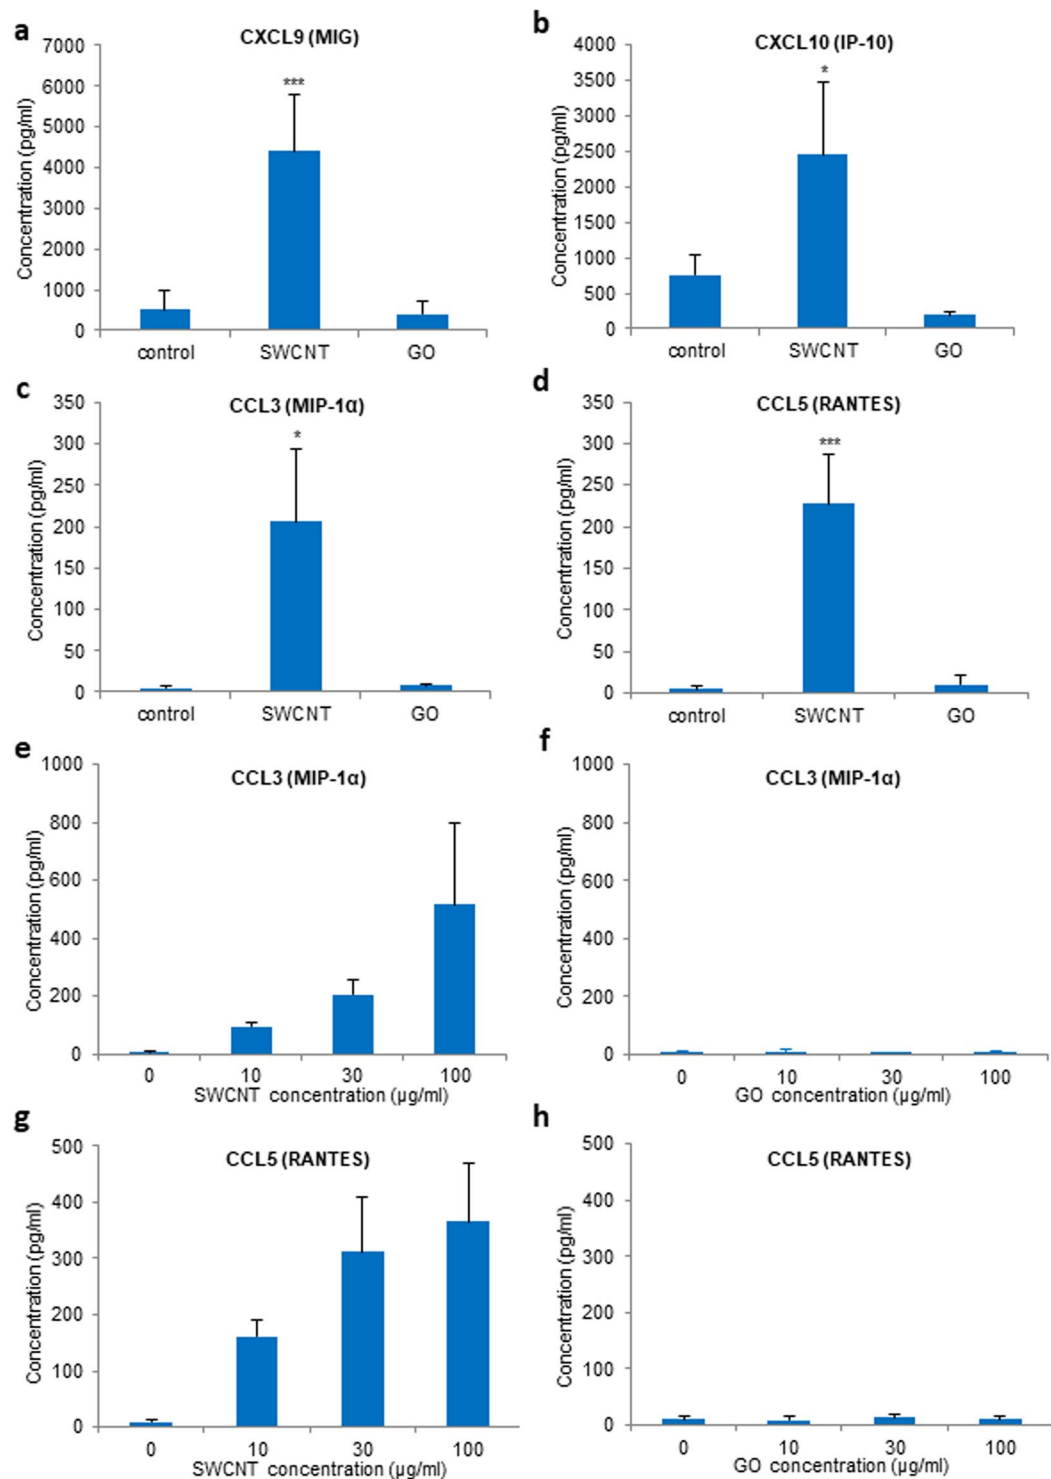 a
CXCL9 (MIG)
***
Concentration (pg/ml)
7000
6000
5000
4000
3000
2000
1000
0
control SWCNT GO
b
CXCL10 (IP-10)
*
Concentration (pg/ml)
4000
3500
3000
2500
2000
1500
1000
500
0
control SWCNT GO
c
CCL3 (MIP-1α)
*
Concentration (pg/ml)
350
300
250
200
150
100
50
0
control SWCNT GO
d
CCL5 (RANTES)
***
Concentration (pg/ml)
350
300
250
200
150
100
50
0
control SWCNT GO
e
CCL3 (MIP-1α)
Concentration (pg/ml)
1000
800
600
400
200
0
0 10 30 100
SWCNT concentration (µg/ml)
f
CCL3 (MIP-1α)
Concentration (pg/ml)
1000
800
600
400
200
0
0 10 30 100
GO concentration (µg/ml)
g
CCL5 (RANTES)
Concentration (pg/ml)
500
400
300
200
100
0
0 10 30 100
SWCNT concentration (µg/ml)
h
CCL5 (RANTES)
Concentration (pg/ml)
500
400
300
200
100
0
0 10 30 100
GO concentration (µg/ml)